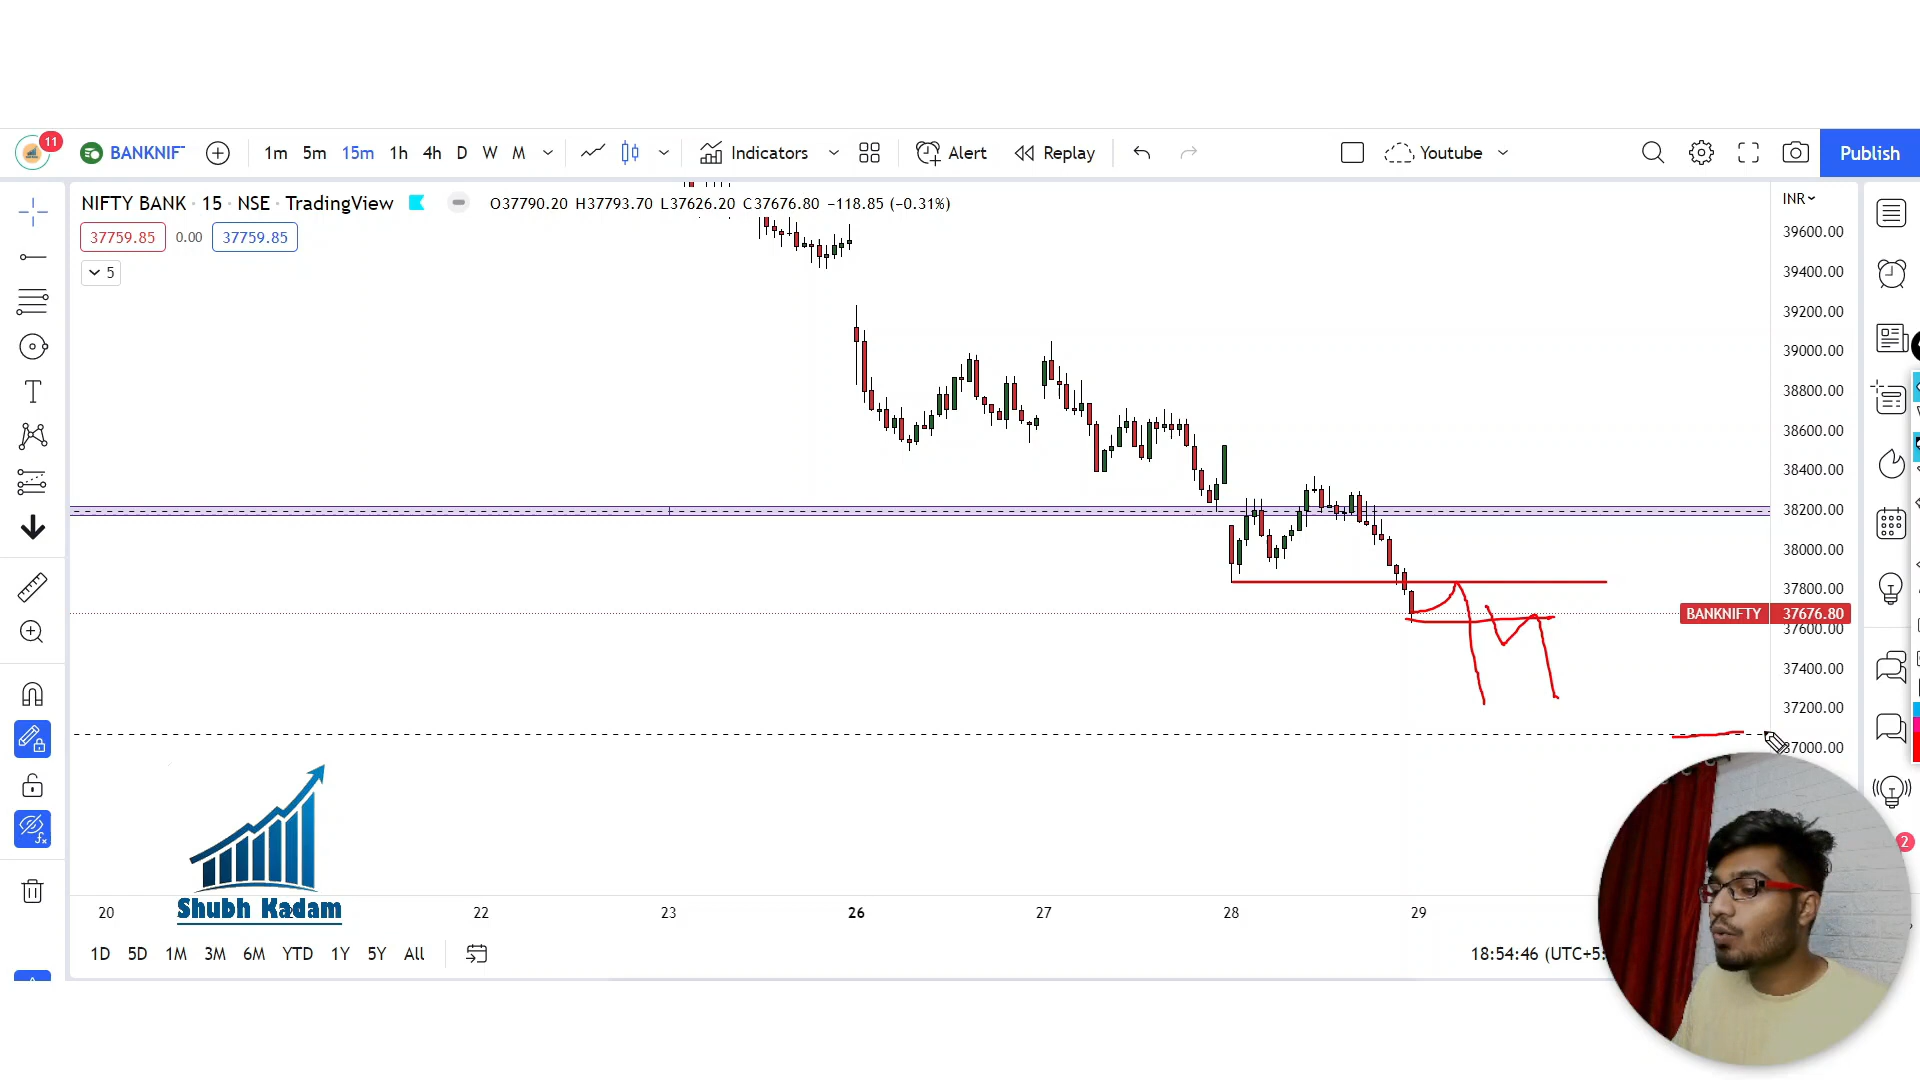 11
BANKNIF
1m 5m 15m 1h 4h D W M
Indicators
Alert
Replay
Youtube
Publish
NIFTY BANK · 15 · NSE · TradingView
O37790.20 H37793.70 L37626.20 C37676.80 −118.85 (−0.31%)
INR
37759.85 0.00 37759.85
5
39600.00
39400.00
39200.00
39000.00
38800.00
38600.00
38400.00
38200.00
38000.00
37800.00
BANKNIFTY 37676.80
37600.00
37400.00
37200.00
37000.00
Shubh Kadam
2
20 22 23 26 27 28 29
1D 5D 1M 3M 6M YTD 1Y 5Y All
18:54:46 (UTC+5: